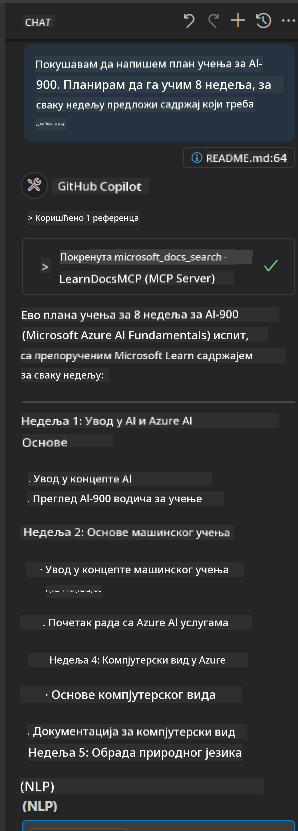 CHAT
Покушавам да напишем план учења за AI-
900. Планирам да га учим 8 недеља, за
сваку недељу предложи садржај који треба
README.md:64
GitHub Copilot
> Коришћено 1 референца
> Покренута microsoft_docs_search -
LearnDocsMCP (MCP Server)
Ево плана учења за 8 недеља за AI-900
(Microsoft Azure AI Fundamentals) испит,
са препорученим Microsoft Learn садржајем
за сваку недељу:
Недеља 1: Увод у AI и Azure AI
Основе
. Увод у концепте AI
. Преглед AI-900 водича за учење
Недеља 2: Основе машинског учења
· Увод у концепте машинског учења
. Почетак рада са Azure AI услугама
Недеља 4: Компјутерски вид у Azure
· Основе компјутерског вида
. Документација за компјутерски вид
Недеља 5: Обрада природног језика
(NLP)
(NLP)